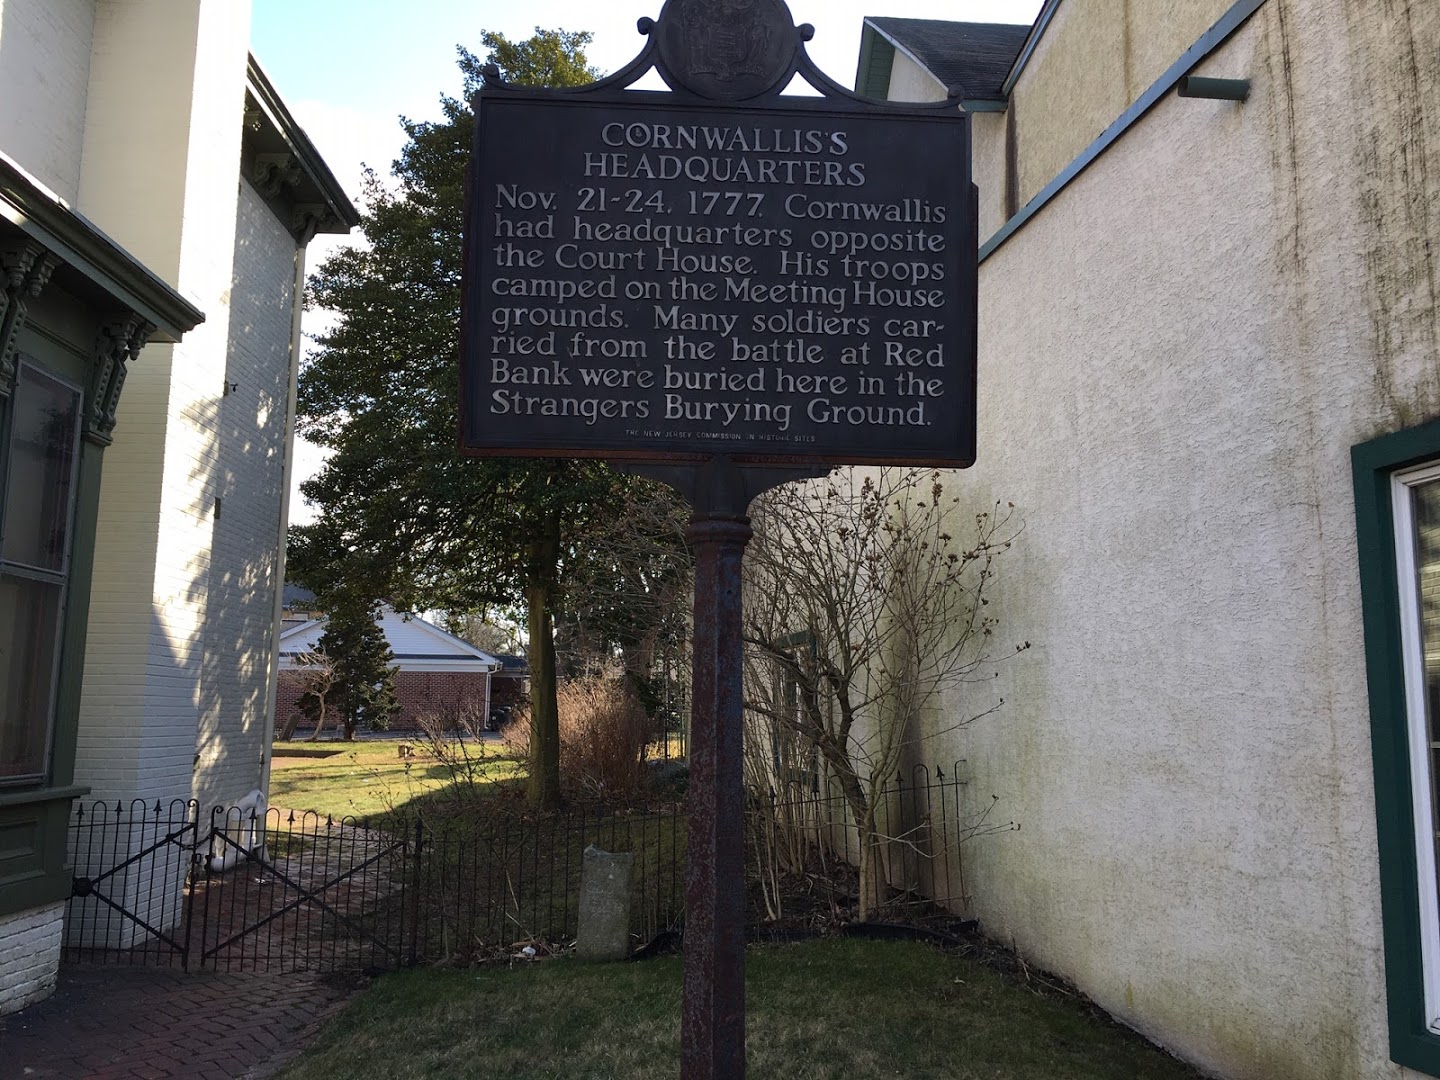 CORNWALLIS'S
HEADQUARTERS
Nov. 21-24, 1777. Cornwallis
had headquarters opposite
the Court House. His troops
camped on the Meeting House
grounds. Many soldiers car-
ried from the battle at Red
Bank were buried here in the
Strangers Burying Ground.
THE NEW JERSEY COMMISSION ON HISTORIC SITES